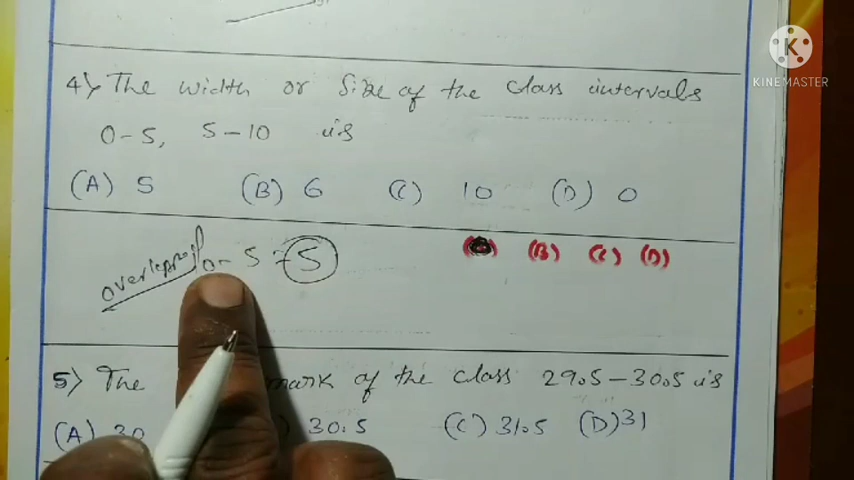 4) The width or Size of the class intervals
0-5, 5-10 is
(A) 5 (B) 6 (C) 10 (D) 0
0- 5 = 5
(B) (C) (D)
5) The mark of the class 29.5-30.5 is
(A) 30 30.5 (C) 31.5 (D) 31
K
KINEMASTER